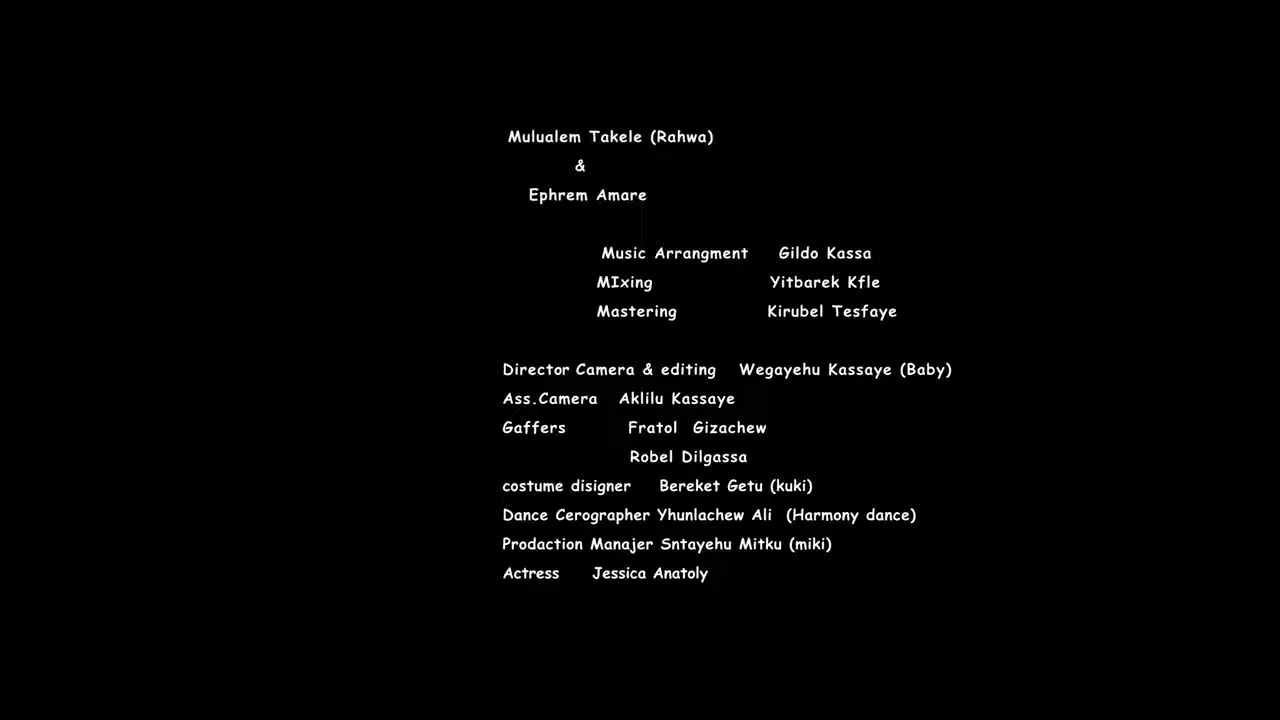 Mulualem Takele (Rahwa)
&
Ephrem Amare
Music Arrangment Gildo Kassa
MIxing Yitbarek Kfle
Mastering Kirubel Tesfaye
Director Camera & editing Wegayehu Kassaye (Baby)
Ass.Camera Aklilu Kassaye
Gaffers Fratol Gizachew
Robel Dilgassa
costume disigner Bereket Getu (kuki)
Dance Cerographer Yhunlachew Ali (Harmony dance)
Prodaction Manajer Sntayehu Mitku (miki)
Actress Jessica Anatoly